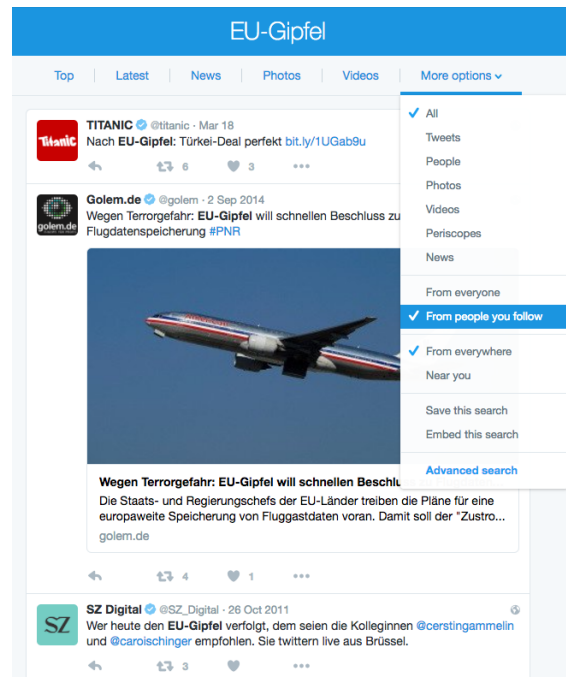 EU-Gipfel
Top
Latest
News
Photos
Videos
More options
All
Tweets
People
Photos
Videos
Periscopes
News
From everyone
From people you follow
From everywhere
Near you
Save this search
Embed this search
Advanced search
Titanic
TITANIC @titanic · Mar 18
Nach EU-Gipfel: Türkei-Deal perfekt bit.ly/1UGab9u
6
3
golem.de
Golem.de @golem · 2 Sep 2014
Wegen Terrorgefahr: EU-Gipfel will schnellen Beschluss zu
Flugdatenspeicherung #PNR
Wegen Terrorgefahr: EU-Gipfel will schnellen
Die Staats- und Regierungschefs der EU-Länder treiben die Pläne für eine
europaweite Speicherung von Fluggastdaten voran. Damit soll der "Zustro...
golem.de
4
1
SZ
SZ Digital @SZ_Digital · 26 Oct 2011
Wer heute den EU-Gipfel verfolgt, dem seien die Kolleginnen @cerstingammelin
und @caroischinger empfohlen. Sie twittern live aus Brüssel.
3